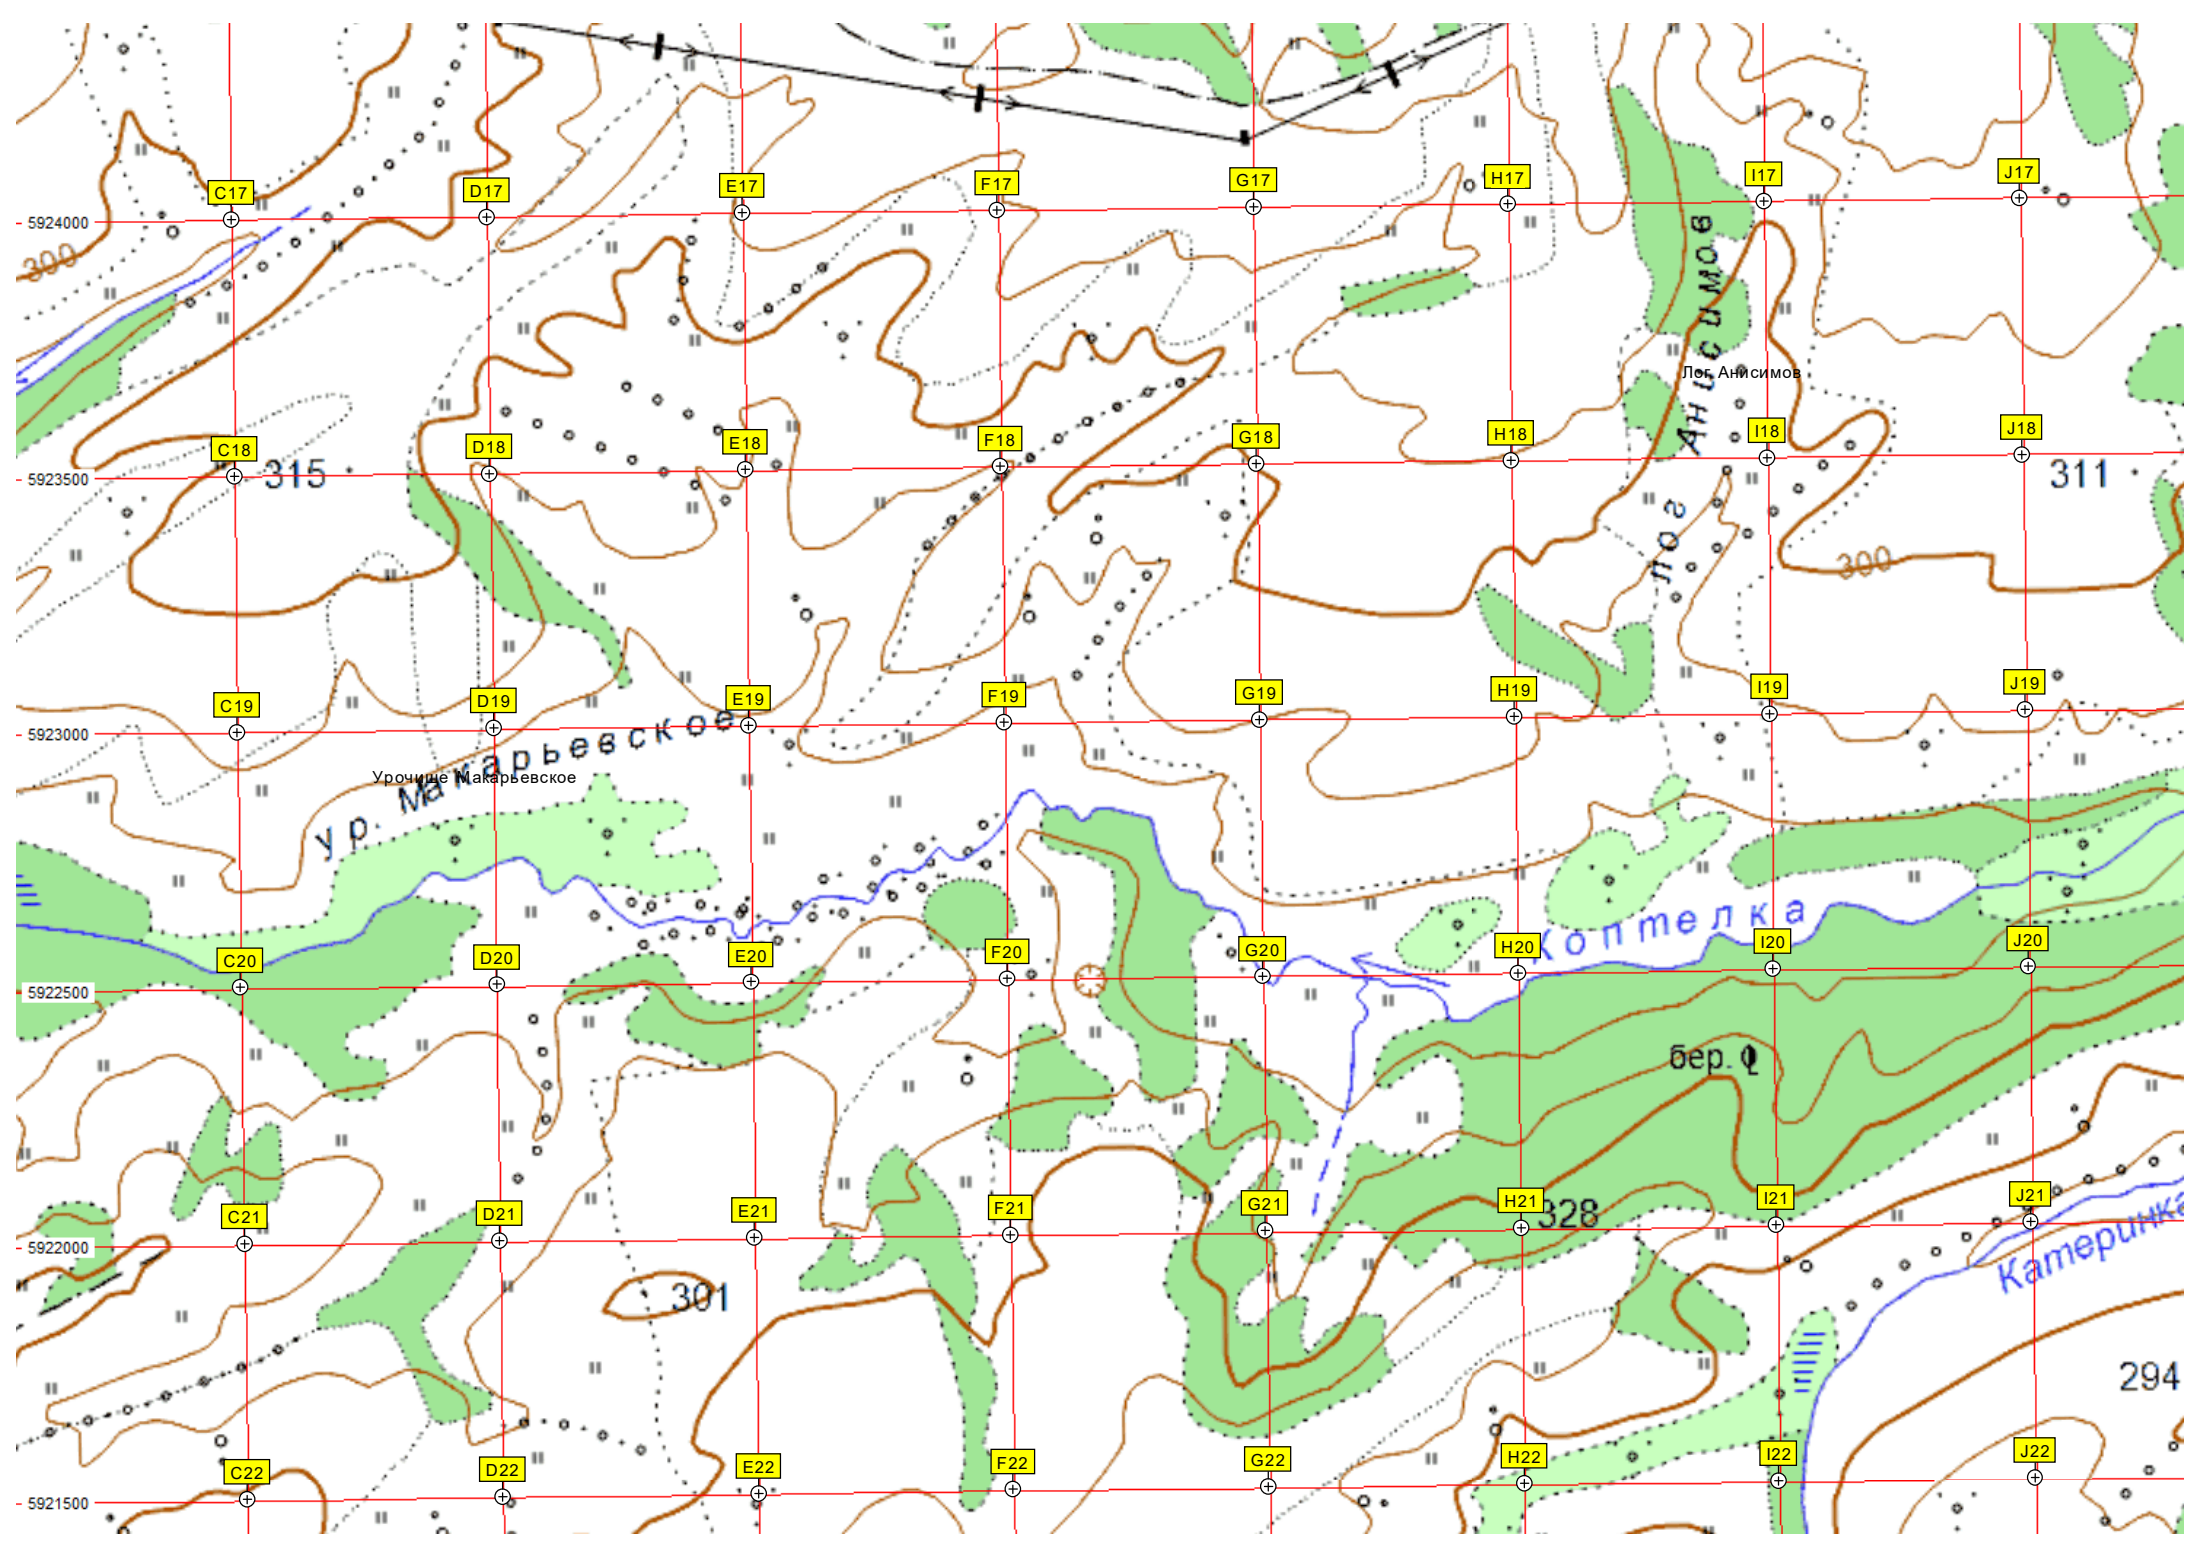 C17 D17 E17 F17 G17 H17 I17 J17
5924000
300
Анисимов
лог
Лог Анисимов
C18 D18 E18 F18 G18 H18 I18 J18
315
311
5923500
300
C19 D19 E19 F19 G19 H19 I19 J19
5923000
ур. Макарьевское
Урочище Макарьевское
Коптелка
C20 D20 E20 F20 G20 H20 I20 J20
5922500
бер.
C21 D21 E21 F21 G21 H21 I21 J21
328
5922000
Катеринка
301
294
C22 D22 E22 F22 G22 H22 I22 J22
5921500